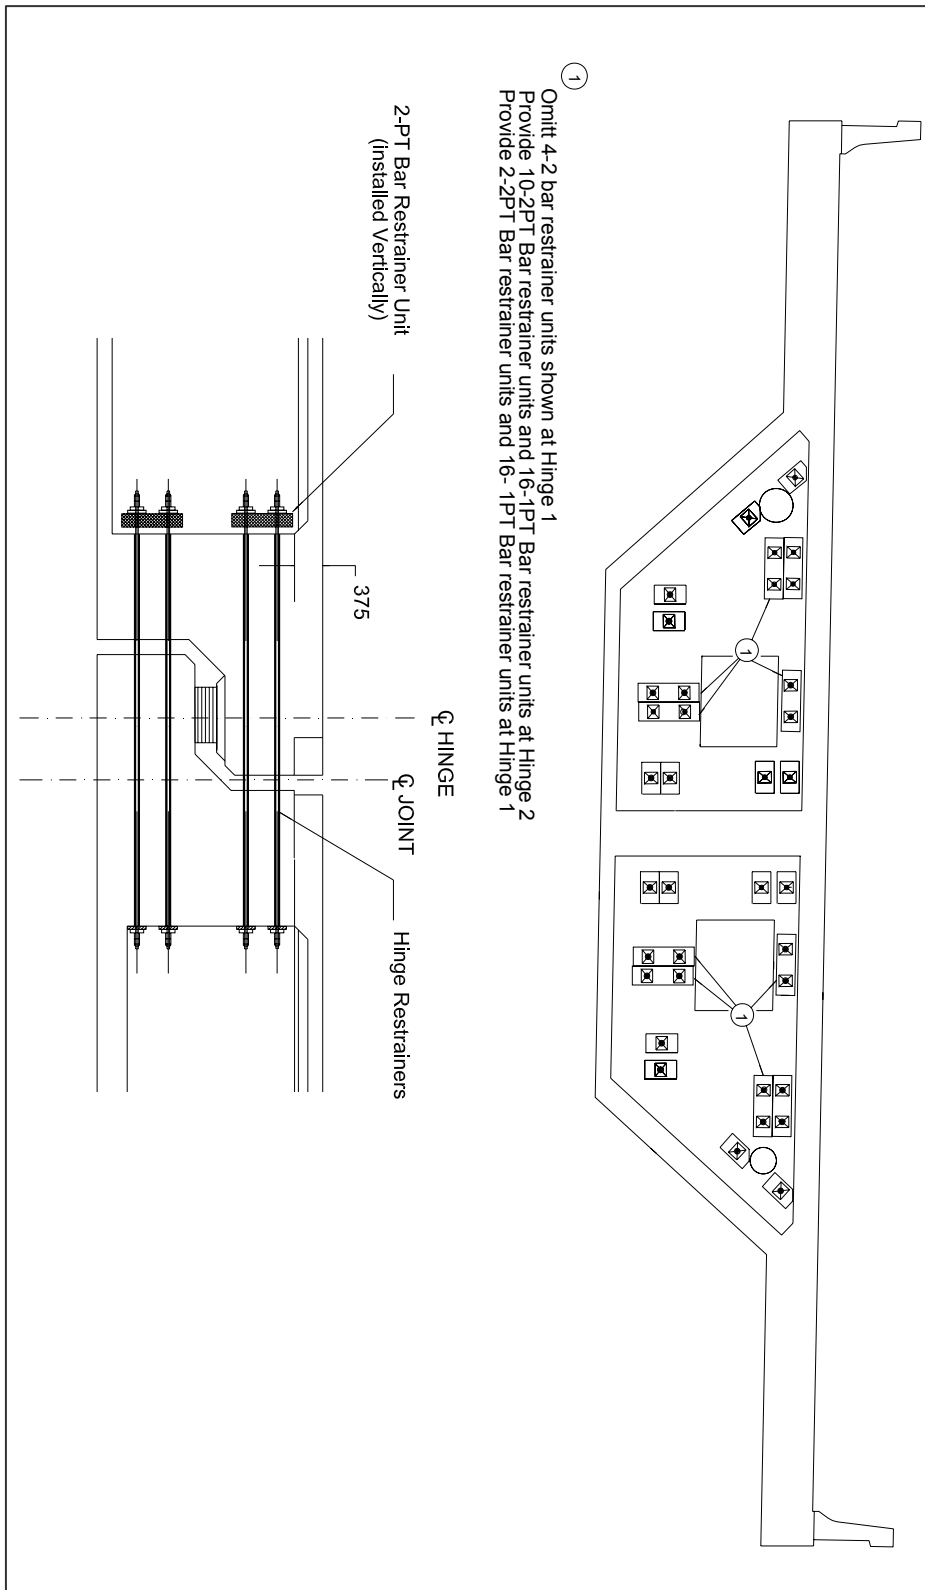 1
1
1
Omitt 4-2 bar restrainer units shown at Hinge 1
Provide 10-2PT Bar restrainer units and 16-1PT Bar restrainer units at Hinge 2
Provide 2-2PT Bar restrainer units and 16- 1PT Bar restrainer units at Hinge 1
℄ HINGE
℄ JOINT
Hinge Restrainers
2-PT Bar Restrainer Unit
(installed Vertically)
375